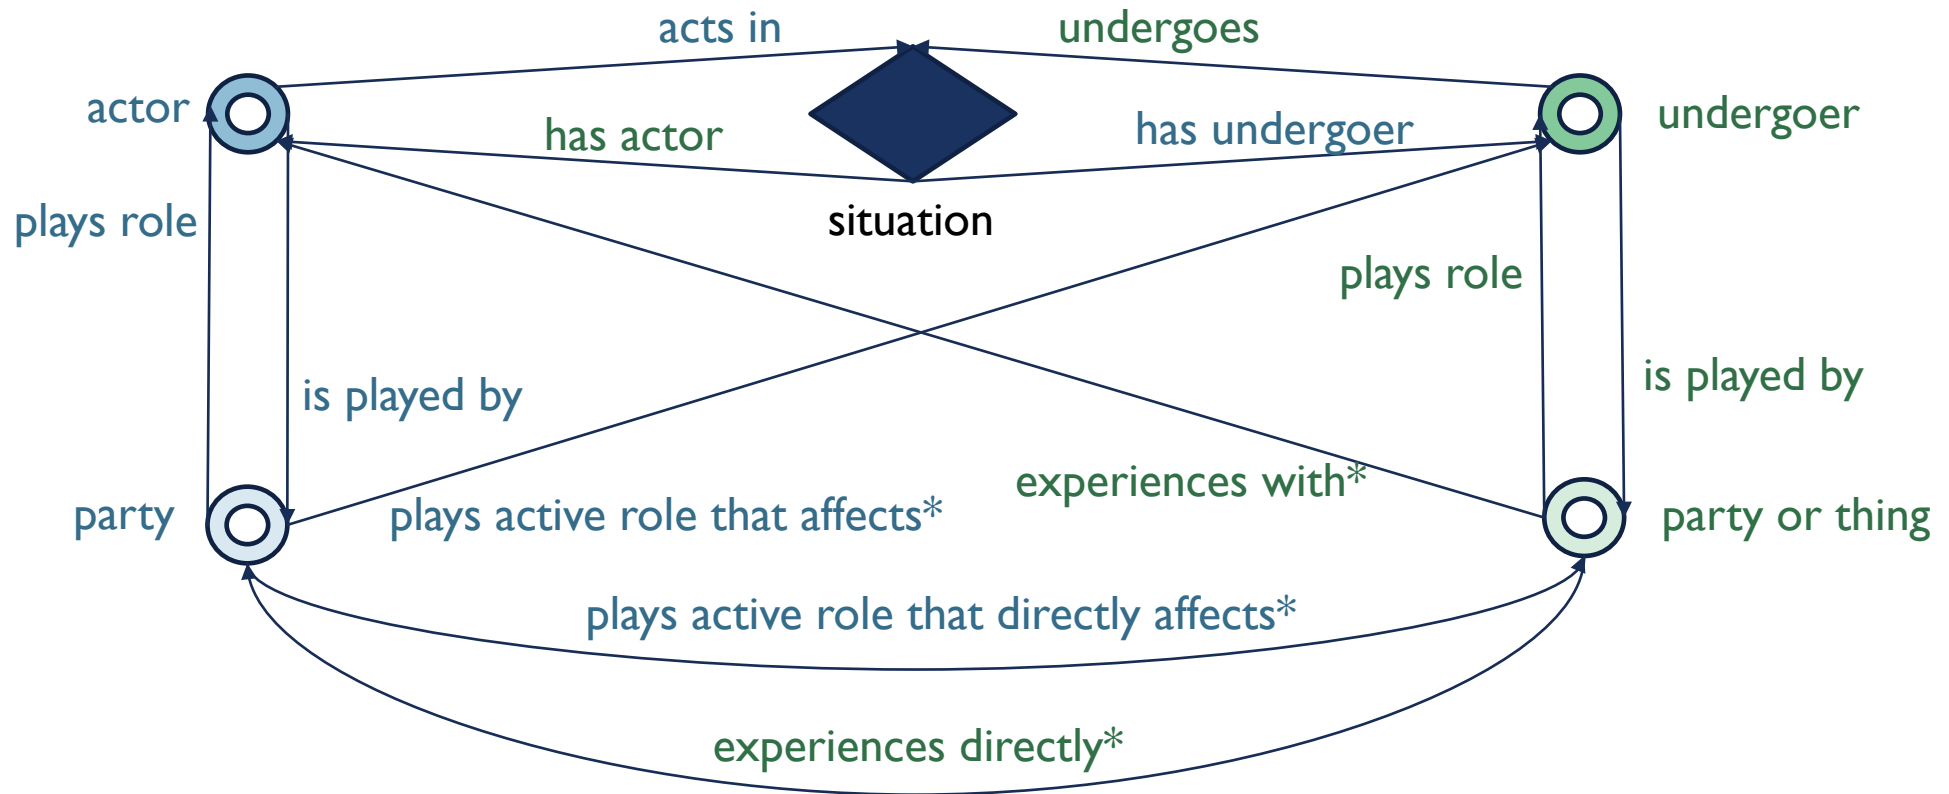 acts in
undergoes
actor
has actor
has undergoer
undergoer
plays role
situation
plays role
is played by
is played by
experiences with*
party
plays active role that affects*
party or thing
plays active role that directly affects*
experiences directly*